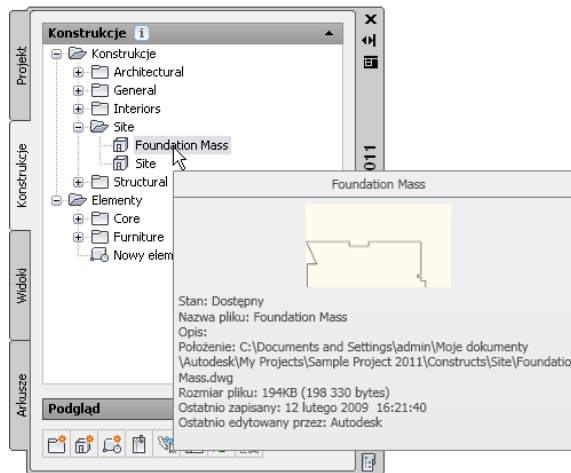 Konstrukcje
Projekt
Konstrukcje
Widoki
Arkusze
Konstrukcje
Architectural
General
Interiors
Site
Foundation Mass
Site
Structural
Elementy
Core
Furniture
Nowy elem
Podgląd
Foundation Mass
Stan: Dostępny
Nazwa pliku: Foundation Mass
Opis:
Położenie: C:\Documents and Settings\admin\Moje dokumenty
\Autodesk\My Projects\Sample Project 2011\Constructs\Site\Foundatio
Mass.dwg
Rozmiar pliku: 194KB (198 330 bytes)
Ostatnio zapisany: 12 lutego 2009 16:21:40
Ostatnio edytowany przez: Autodesk